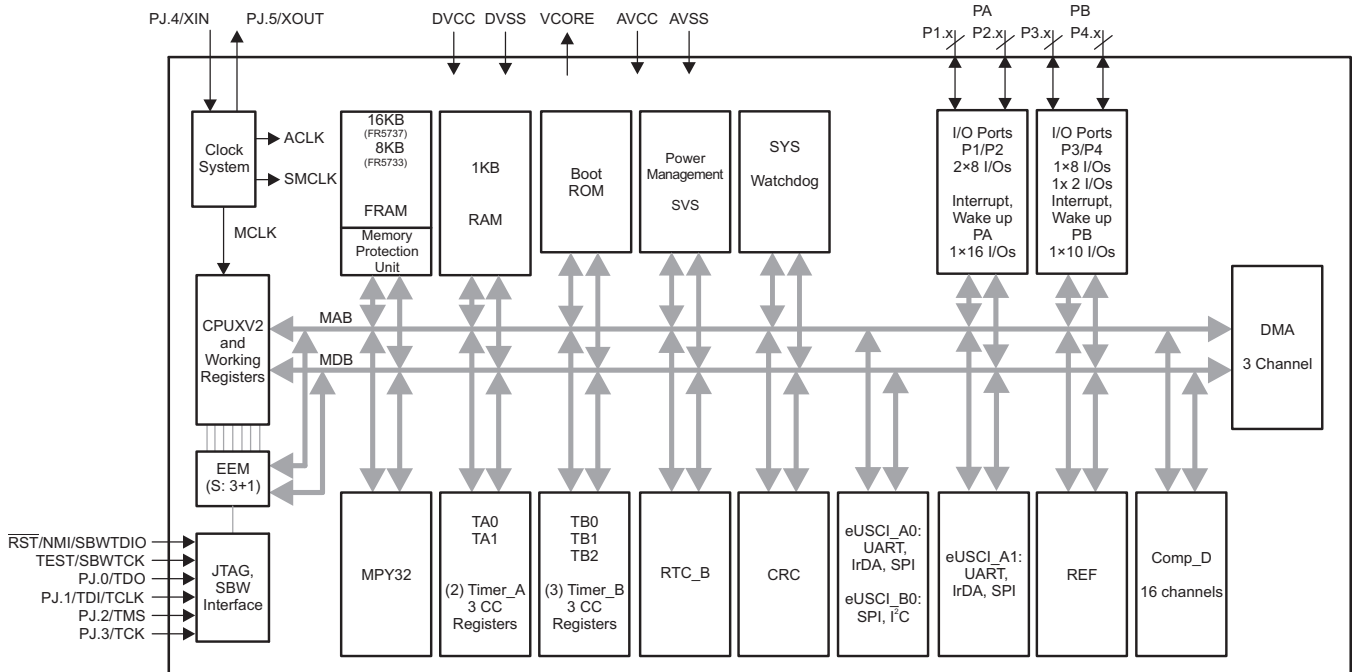 PJ.4/XIN
PJ.5/XOUT
DVCC
DVSS
VCORE
AVCC
AVSS
PA
P1.x
P2.x
PB
P3.x
P4.x
Clock
System
ACLK
SMCLK
MCLK
16KB
(FR5737)
8KB
(FR5733)
FRAM
Memory
Protection
Unit
1KB
RAM
Boot
ROM
Power
Management
SVS
SYS
Watchdog
I/O Ports
P1/P2
2×8 I/Os
Interrupt,
Wake up
PA
1×16 I/Os
I/O Ports
P3/P4
1×8 I/Os
1x 2 I/Os
Interrupt,
Wake up
PB
1×10 I/Os
CPUXV2
and
Working
Registers
MAB
MDB
DMA
3 Channel
EEM
(S: 3+1)
RST/NMI/SBWTDIO
TEST/SBWTCK
PJ.0/TDO
PJ.1/TDI/TCLK
PJ.2/TMS
PJ.3/TCK
JTAG,
SBW
Interface
MPY32
TA0
TA1
(2) Timer_A
3 CC
Registers
TB0
TB1
TB2
(3) Timer_B
3 CC
Registers
RTC_B
CRC
eUSCI_A0:
UART,
IrDA, SPI
eUSCI_B0:
SPI, I²C
eUSCI_A1:
UART,
IrDA, SPI
REF
Comp_D
16 channels